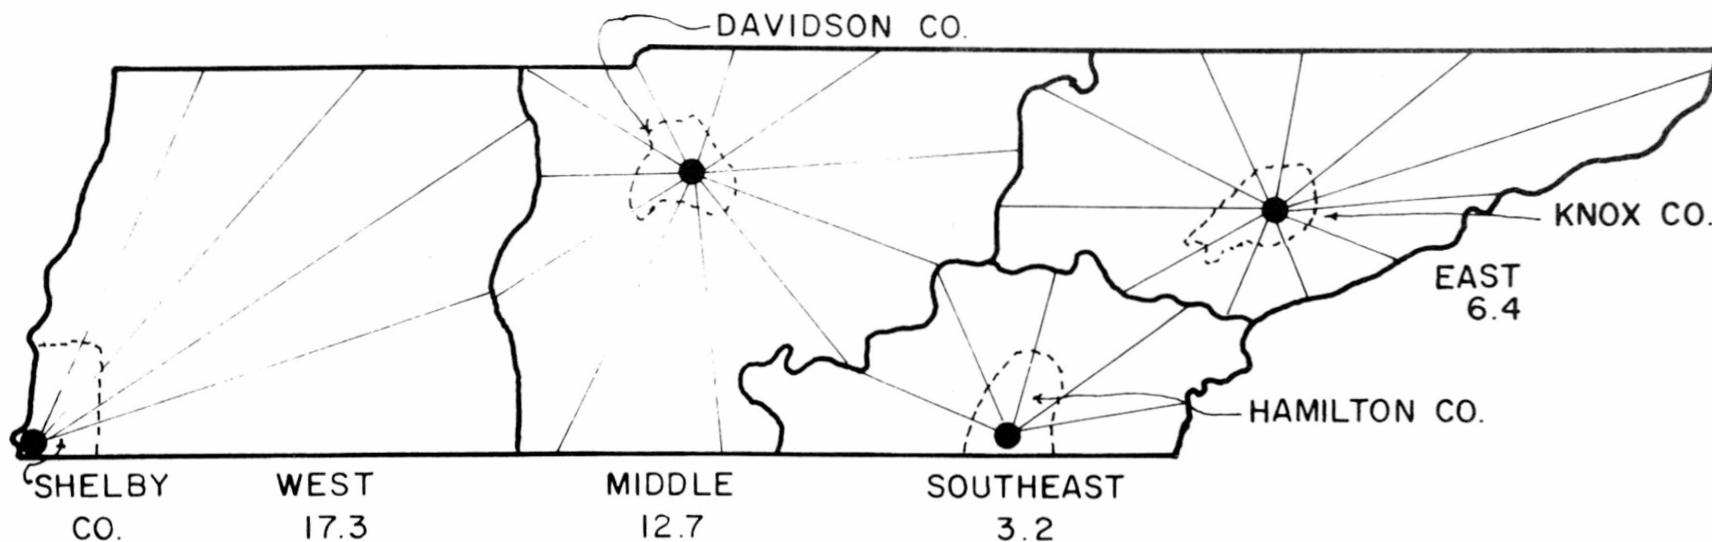 DAVIDSON CO.
KNOX CO.
EAST
6.4
HAMILTON CO.
SHELBY
CO.
WEST
17.3
MIDDLE
12.7
SOUTHEAST
3.2